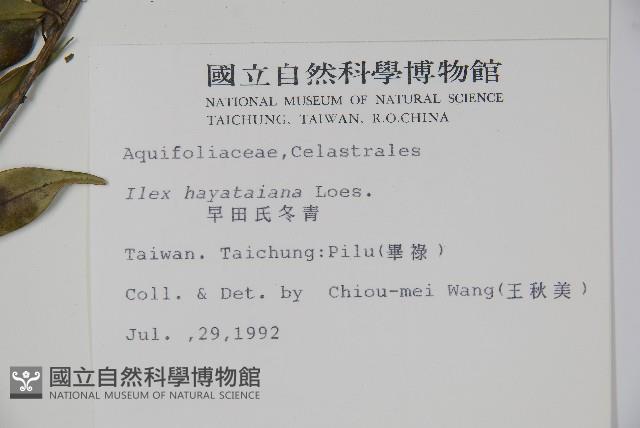 國立自然科學博物館
NATIONAL MUSEUM OF NATURAL SCIENCE
TAICHUNG, TAIWAN, R.O.CHINA
Aquifoliaceae,Celastrales
Ilex hayataiana Loes.
早田氏冬青
Taiwan. Taichung:Pilu(畢祿)
Coll. & Det. by Chiou-mei Wang(王秋美)
Jul. ,29,1992
國立自然科學博物館
NATIONAL MUSEUM OF NATURAL SCIENCE